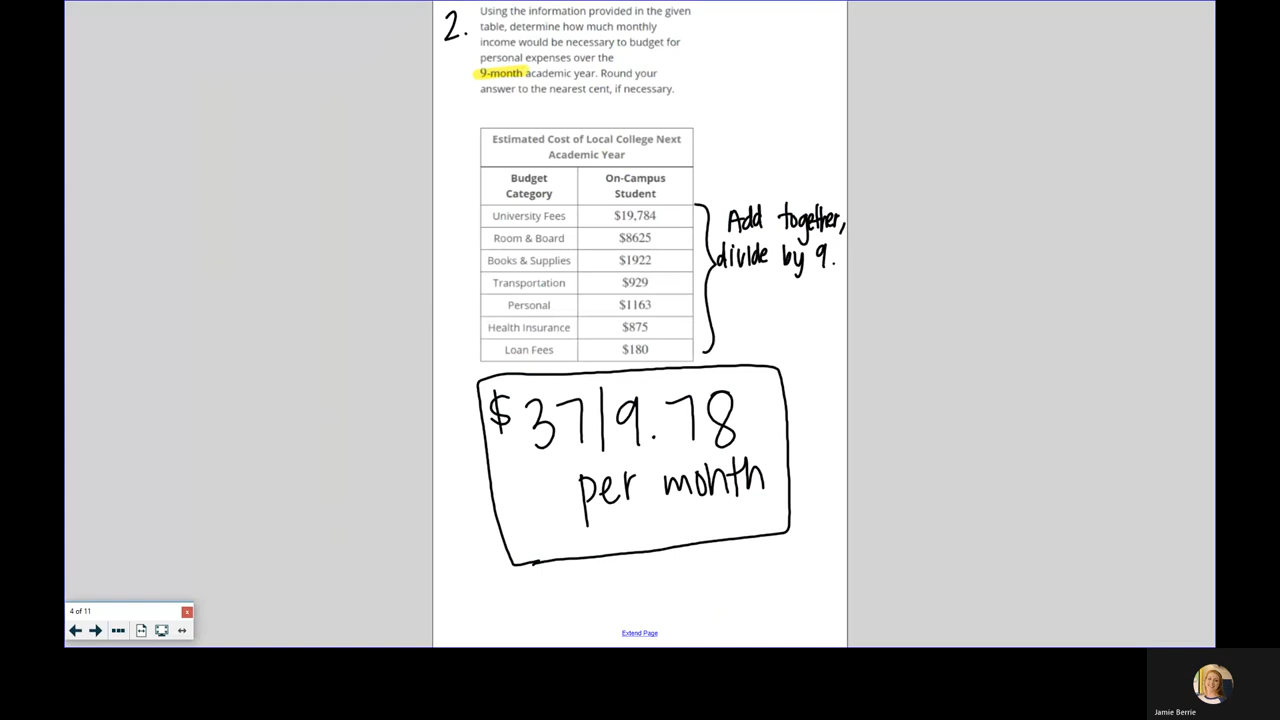 2.
Using the information provided in the given
table, determine how much monthly
income would be necessary to budget for
personal expenses over the
9-month academic year. Round your
answer to the nearest cent, if necessary.
Estimated Cost of Local College Next
Academic Year
Budget Category On-Campus Student
University Fees $19,784
Room & Board $8625
Books & Supplies $1922
Transportation $929
Personal $1163
Health Insurance $875
Loan Fees $180
Add together,
divide by 9.
$3719.78
per month
Extend Page
4 of 11
Jamie Berrie